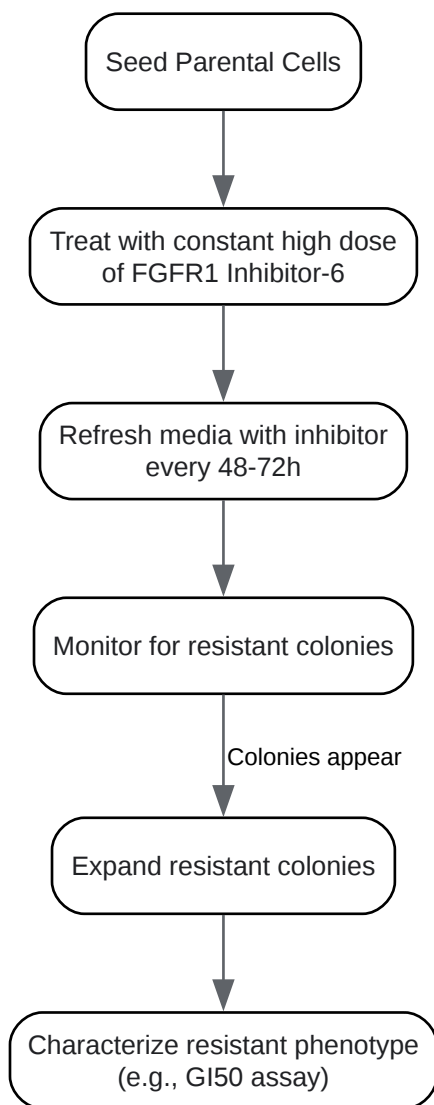 Seed Parental Cells
Treat with constant high dose
of FGFR1 Inhibitor-6
Refresh media with inhibitor
every 48-72h
Monitor for resistant colonies
Colonies appear
Expand resistant colonies
Characterize resistant phenotype
(e.g., GI50 assay)